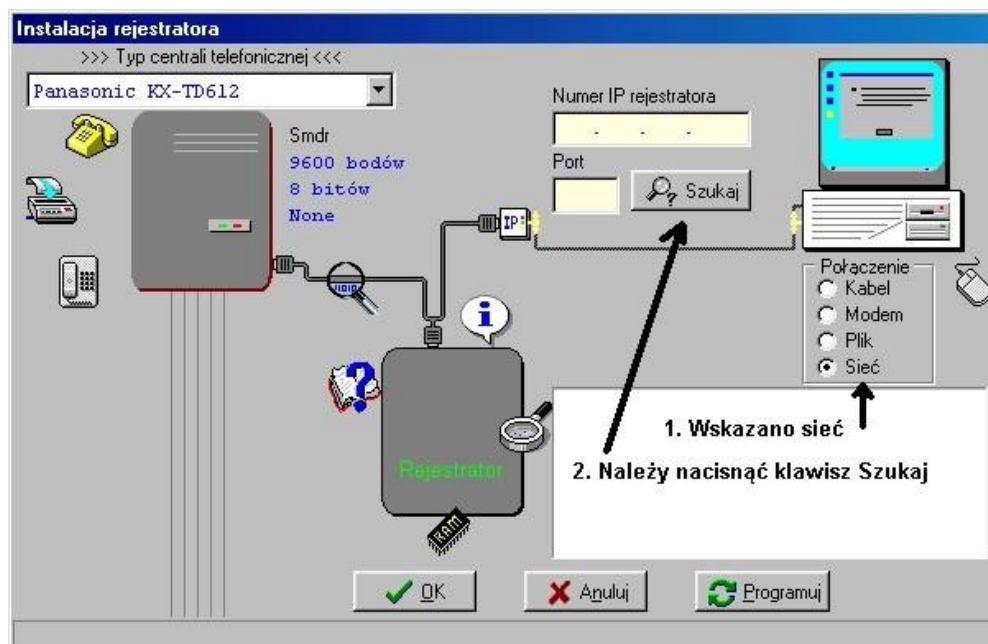 Instalacja rejestratora
>>> Typ centrali telefonicznej <<<
Panasonic KX-TD612
Smdr
9600 bodów
8 bitów
None
Numer IP rejestratora
. . .
Port
Szukaj
IP
Połączenie
Kabel
Modem
Plik
Sieć
Rejestrator
RAM
1. Wskazano sieć
2. Należy nacisnąć klawisz Szukaj
OK
Anuluj
Programuj